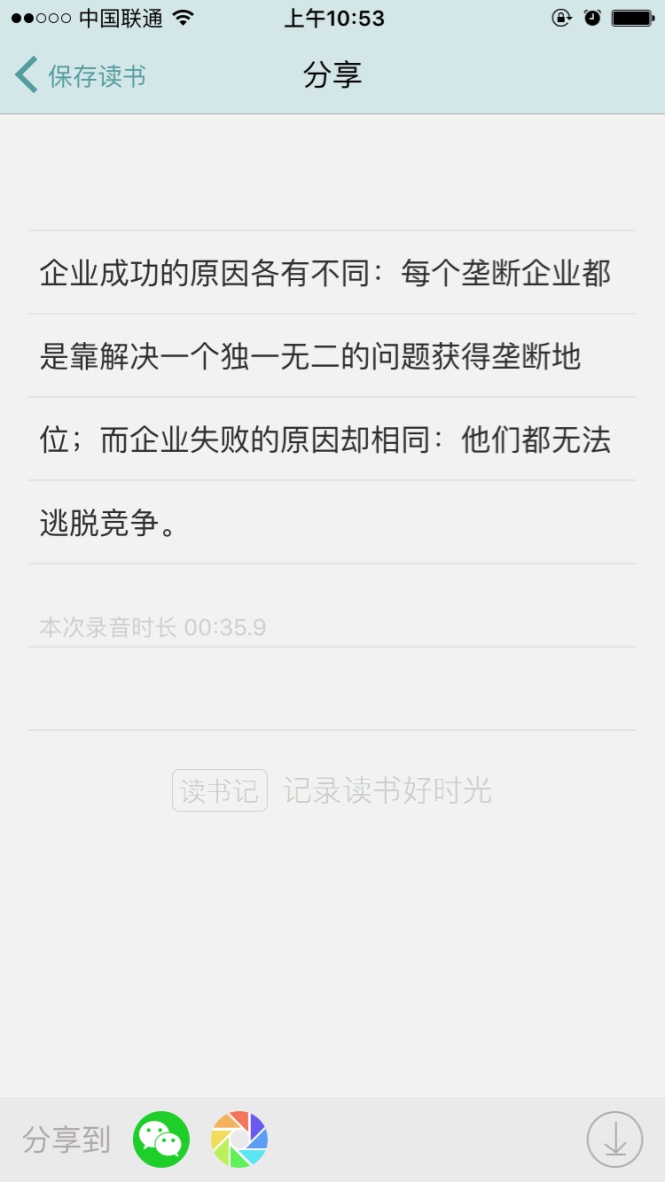 中国联通 上午10:53
保存读书 分享
企业成功的原因各有不同：每个垄断企业都
是靠解决一个独一无二的问题获得垄断地
位；而企业失败的原因却相同：他们都无法
逃脱竞争。
本次录音时长 00:35.9
读书记 记录读书好时光
分享到